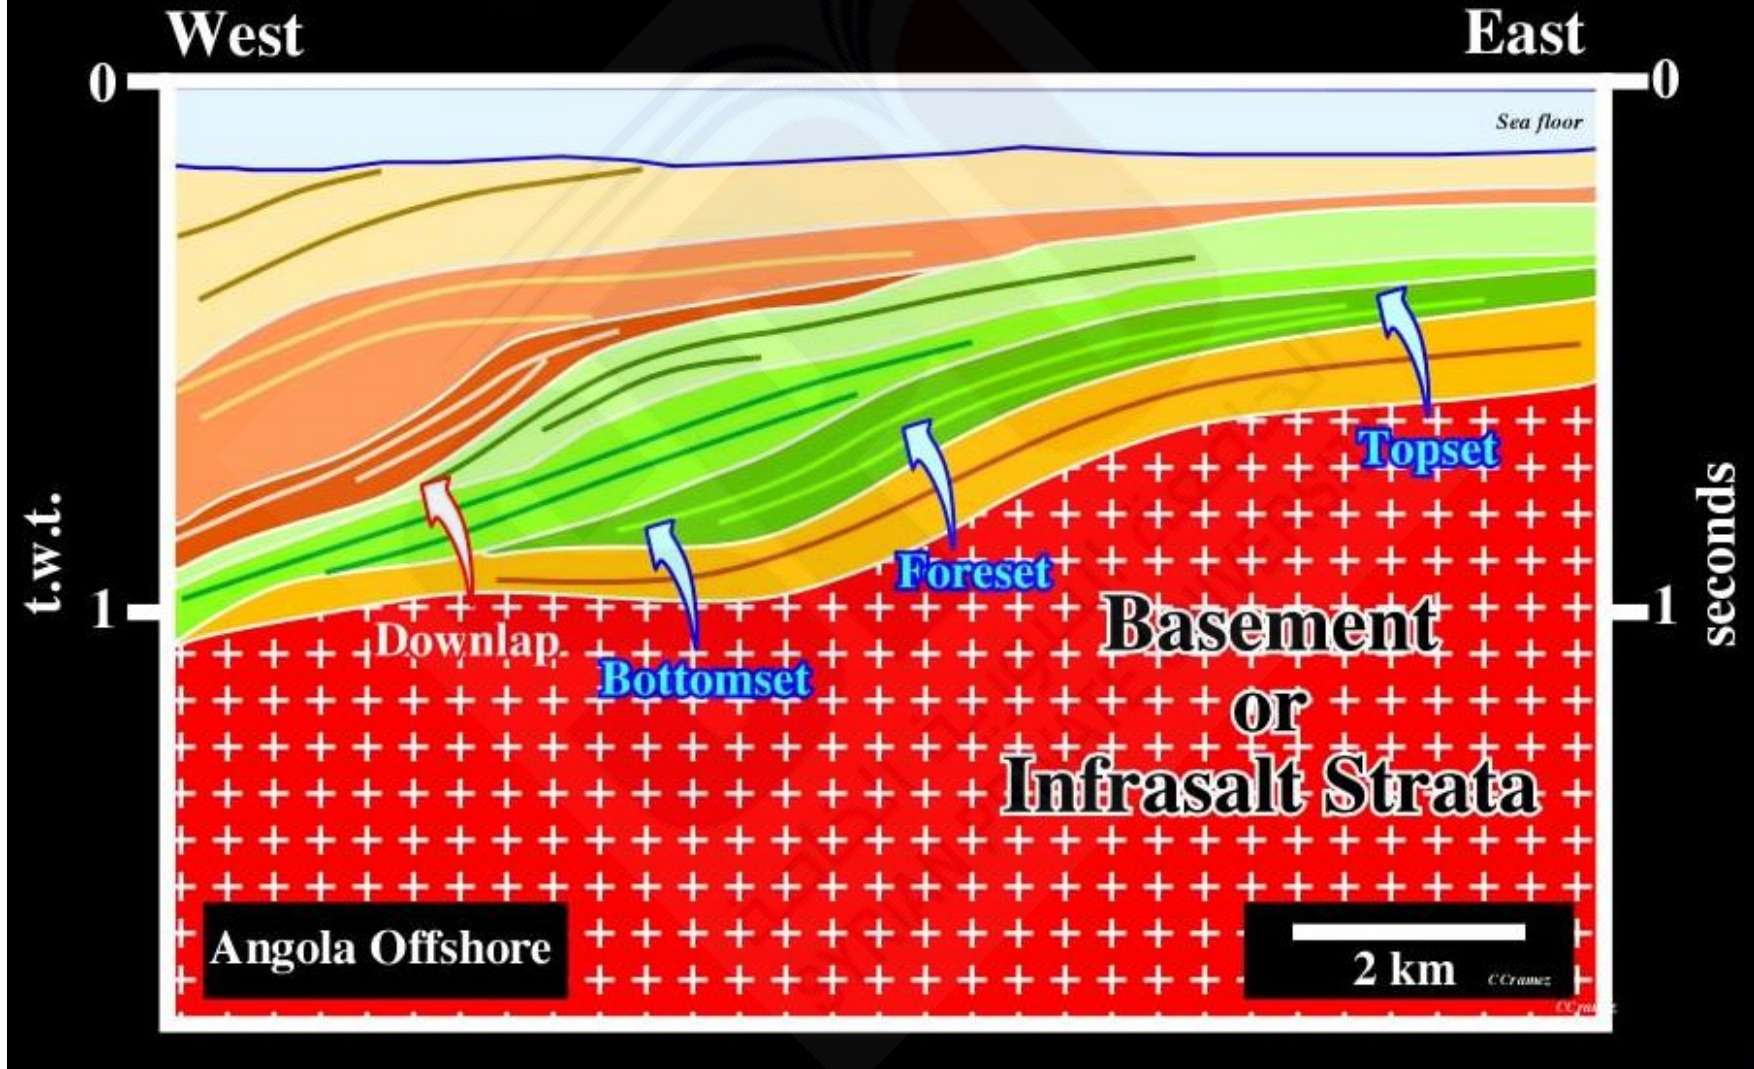 West
East
0
0
Sea floor
t.w.t.
seconds
Topset
Foreset
1
1
Downlap
Bottomset
Basement
or
Infrasalt Strata
Angola Offshore
2 km
CCramez